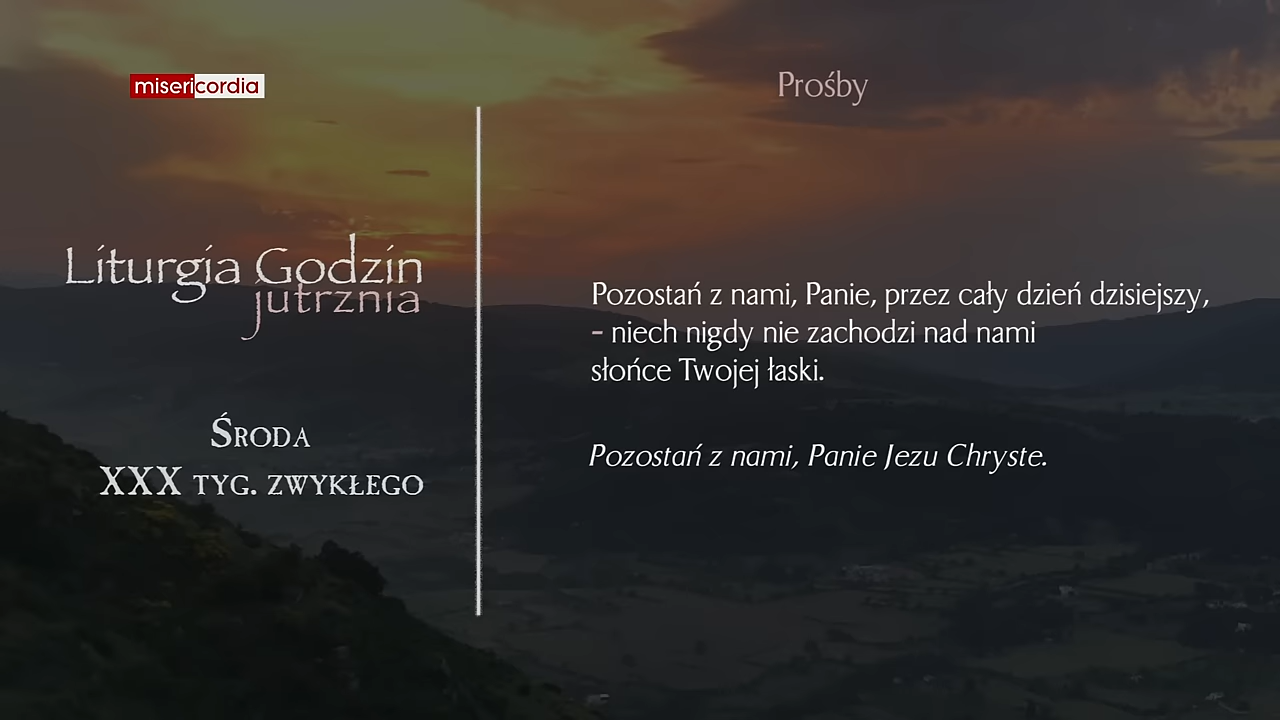 misericordia
Prośby
Liturgia Godzin
jutrznia
Środa
XXX tyg. zwykłego
Pozostań z nami, Panie, przez cały dzień dzisiejszy,
- niech nigdy nie zachodzi nad nami
słońce Twojej łaski.
Pozostań z nami, Panie Jezu Chryste.